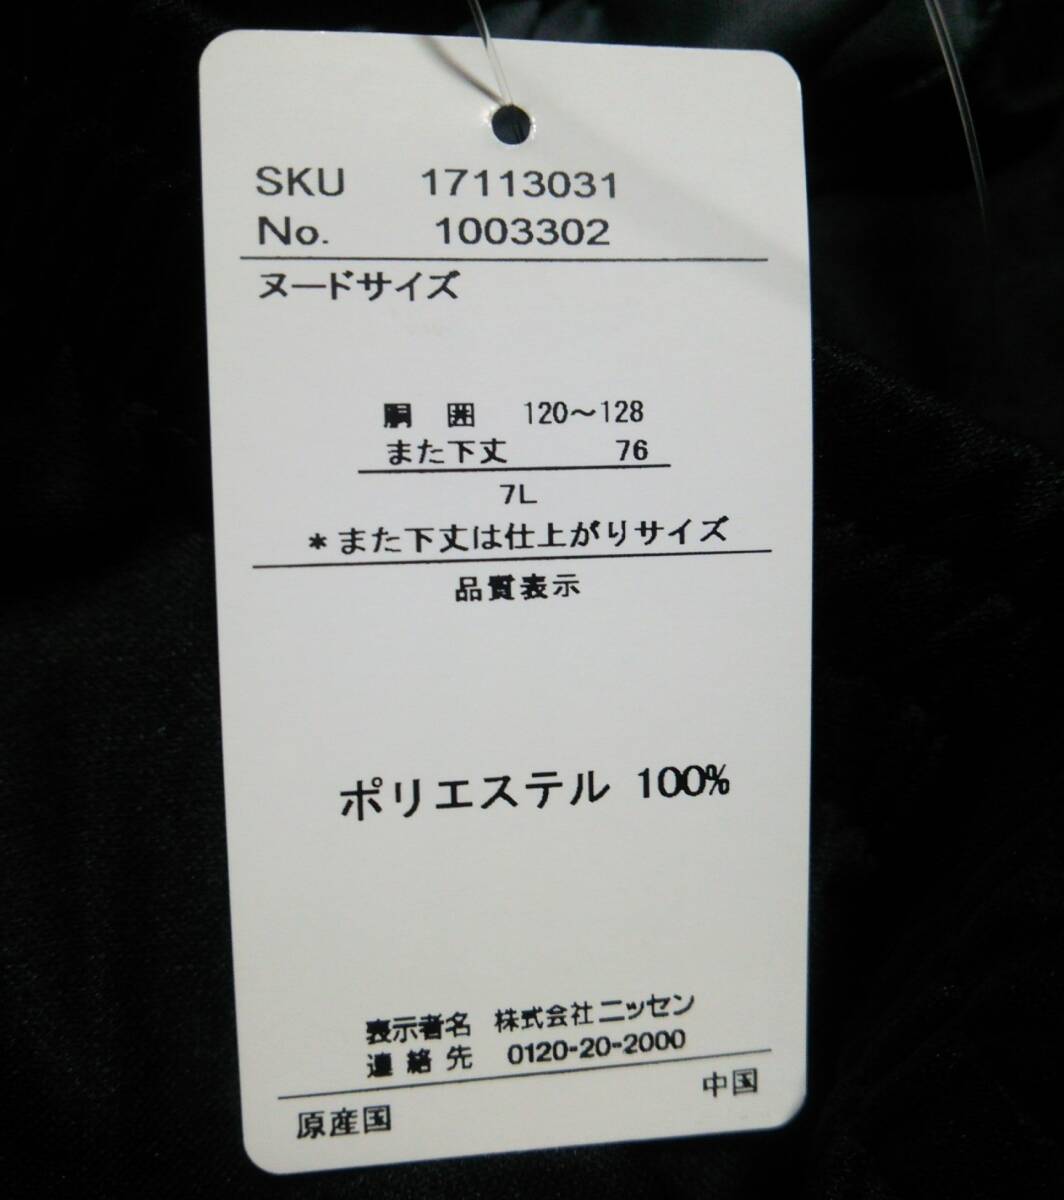 SKU 17113031
No. 1003302
ヌードサイズ
胴囲 120～128
また下丈 76
7L
*また下丈は仕上がりサイズ
品質表示
ポリエステル 100%
表示者名 株式会社ニッセン
連絡先 0120-20-2000
原産国 中国